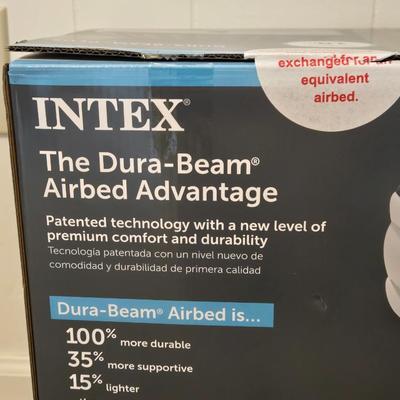 exchanged for an
equivalent
airbed.
INTEX®
The Dura-Beam®
Airbed Advantage
Patented technology with a new level of
premium comfort and durability
Tecnología patentada con un nivel nuevo de
comodidad y durabilidad de primera calidad
Dura-Beam® Airbed is...
100% more durable
35% more supportive
15% lighter